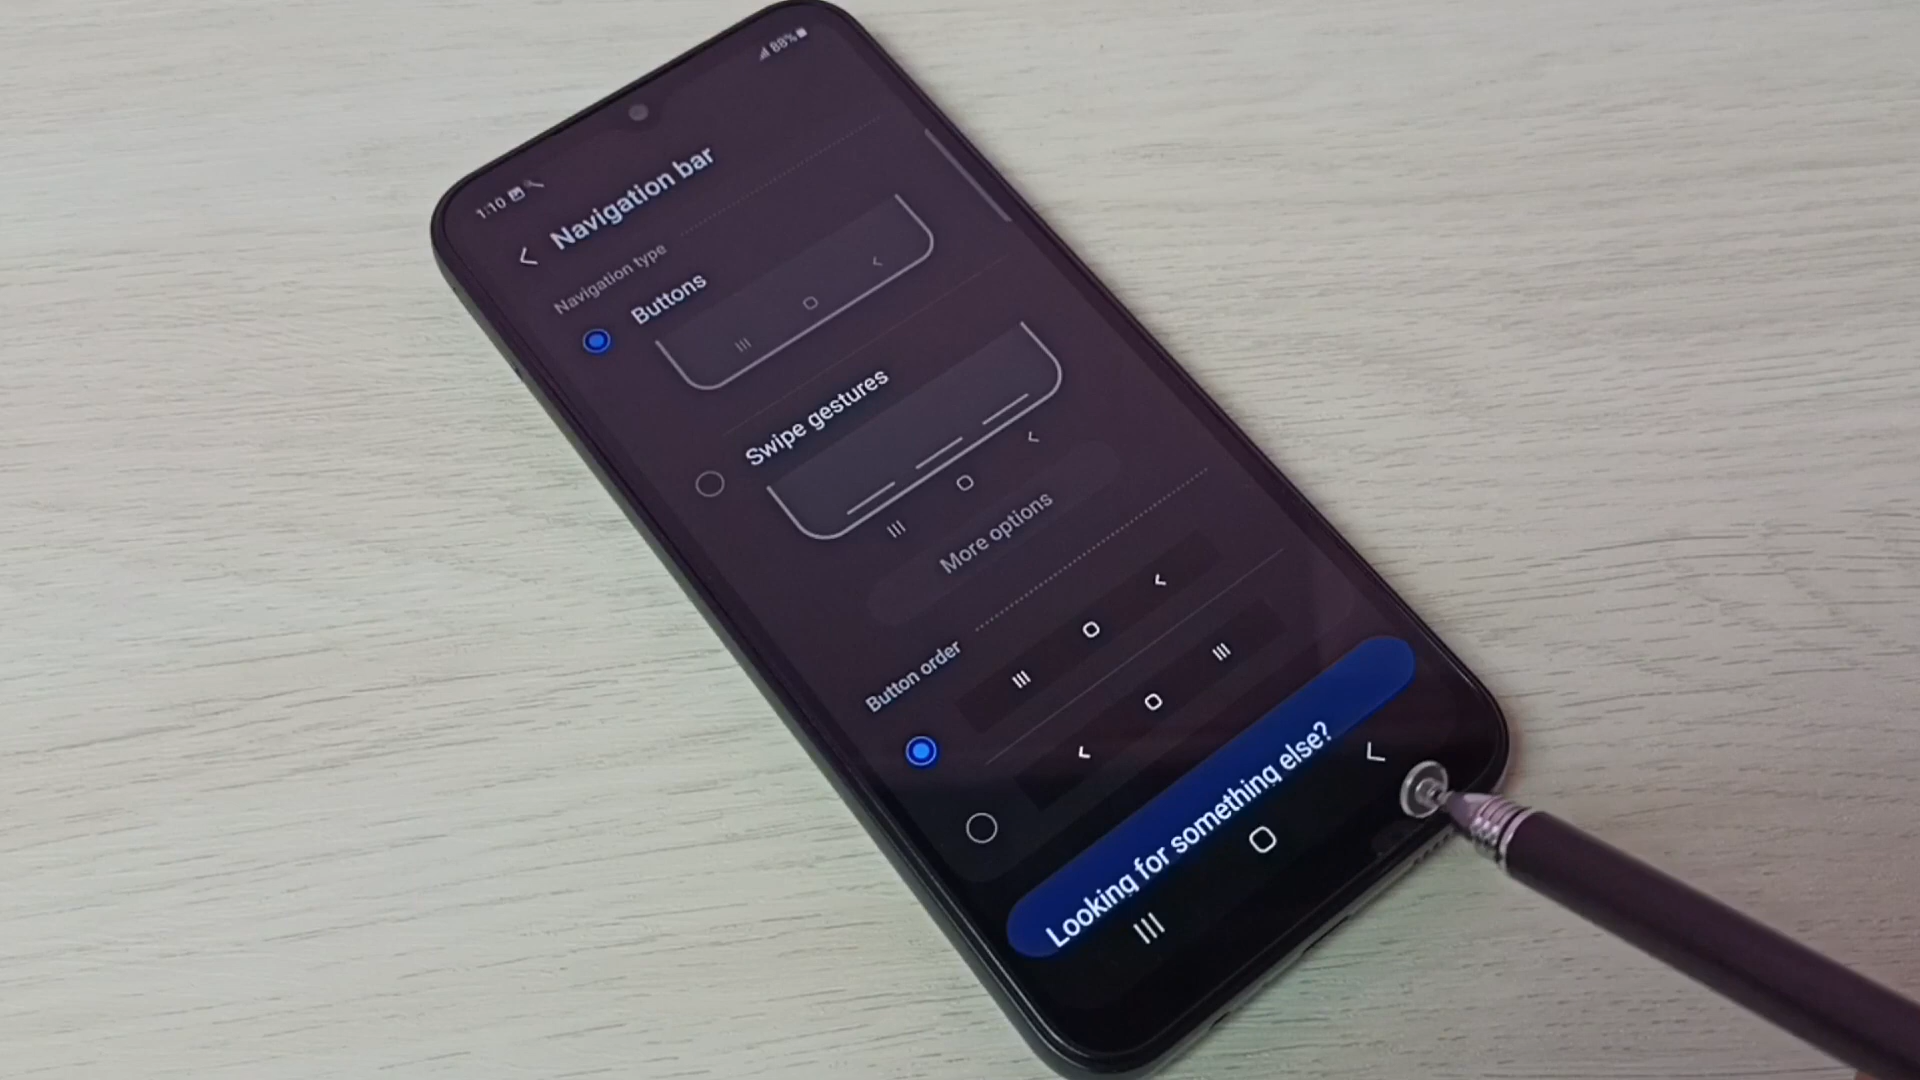 1:10
88%
Navigation bar
Navigation type
Buttons
Swipe gestures
More options
Button order
Looking for something else?